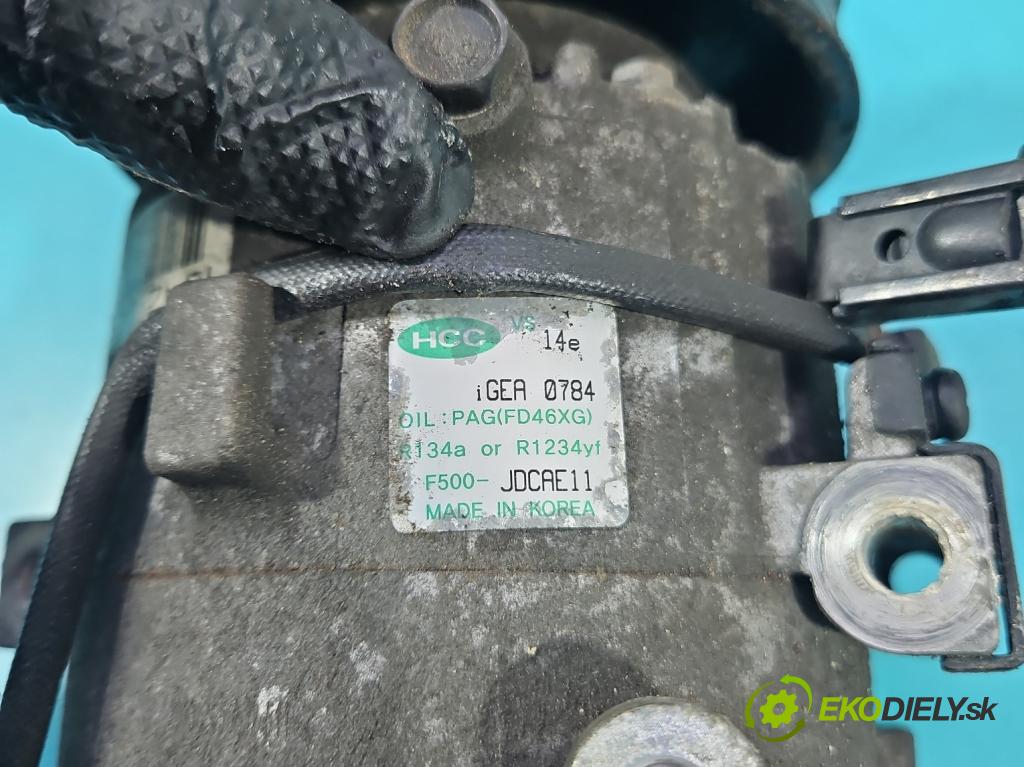 HCC VS
14e
iGEA 0784
OIL : PAG(FD46XG)
R134a or R1234yf
F500- JDCAE11
MADE IN KOREA
EKODIELY.sk